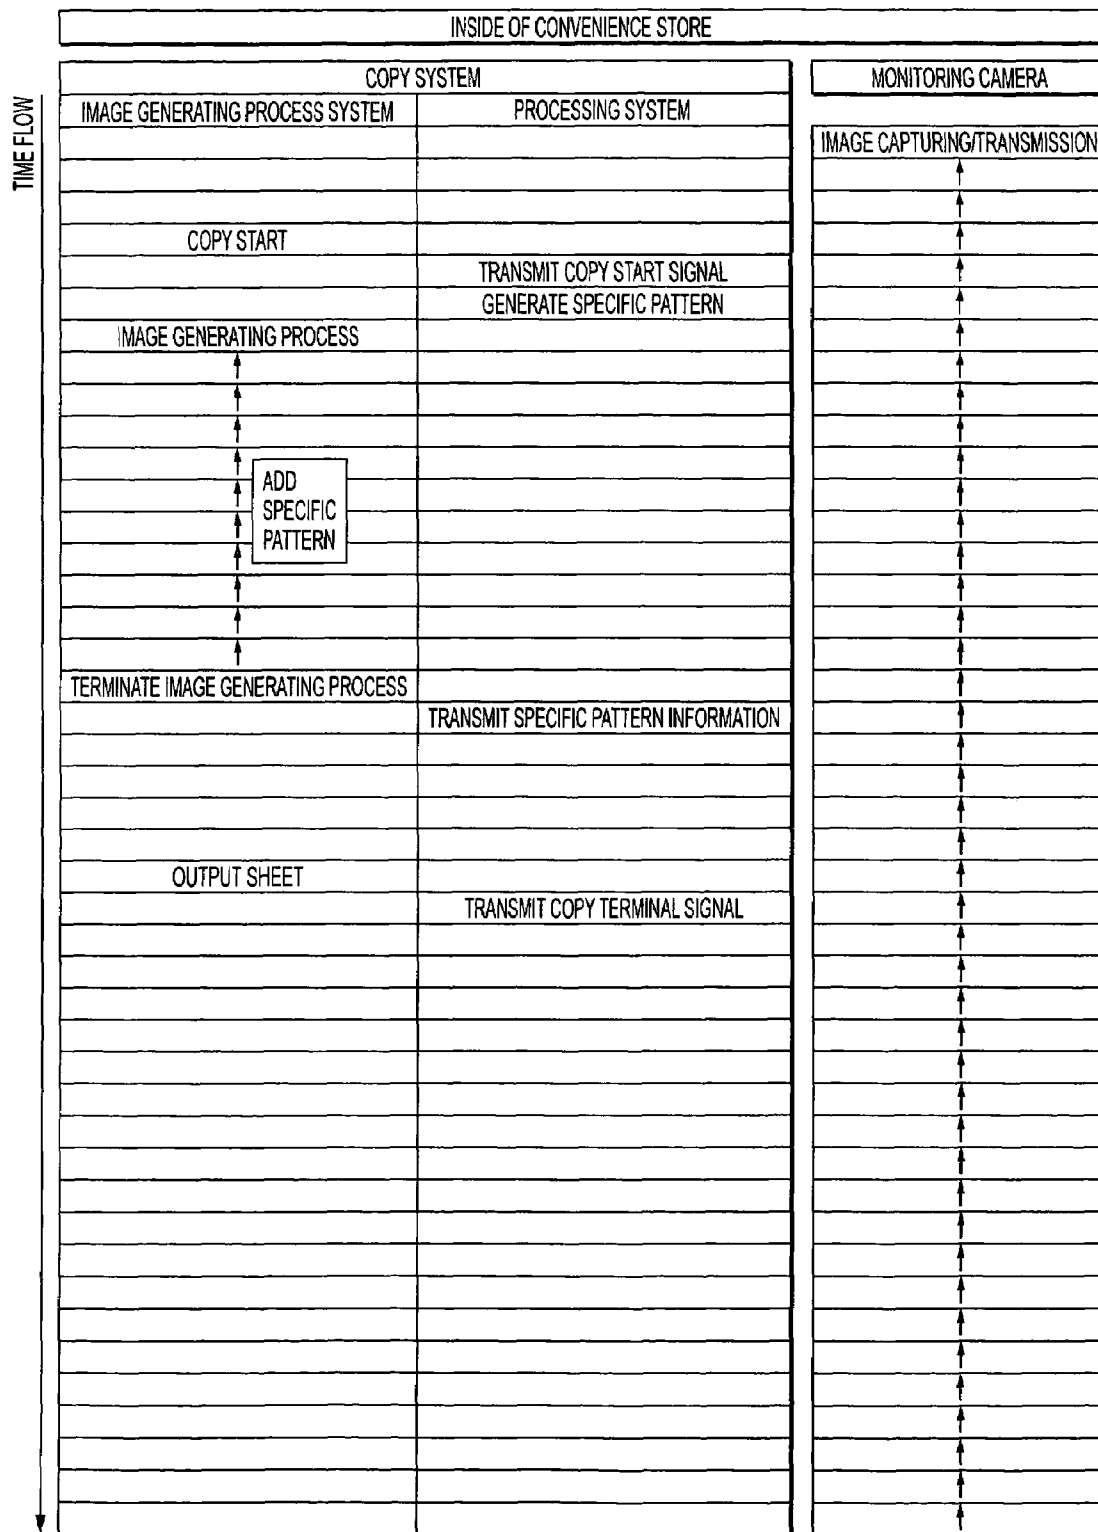 INSIDE OF CONVENIENCE STORE
COPY SYSTEM
MONITORING CAMERA
TIME FLOW
IMAGE GENERATING PROCESS SYSTEM
PROCESSING SYSTEM
IMAGE CAPTURING/TRANSMISSION
COPY START
TRANSMIT COPY START SIGNAL
GENERATE SPECIFIC PATTERN
IMAGE GENERATING PROCESS
ADD
SPECIFIC
PATTERN
TERMINATE IMAGE GENERATING PROCESS
TRANSMIT SPECIFIC PATTERN INFORMATION
OUTPUT SHEET
TRANSMIT COPY TERMINAL SIGNAL